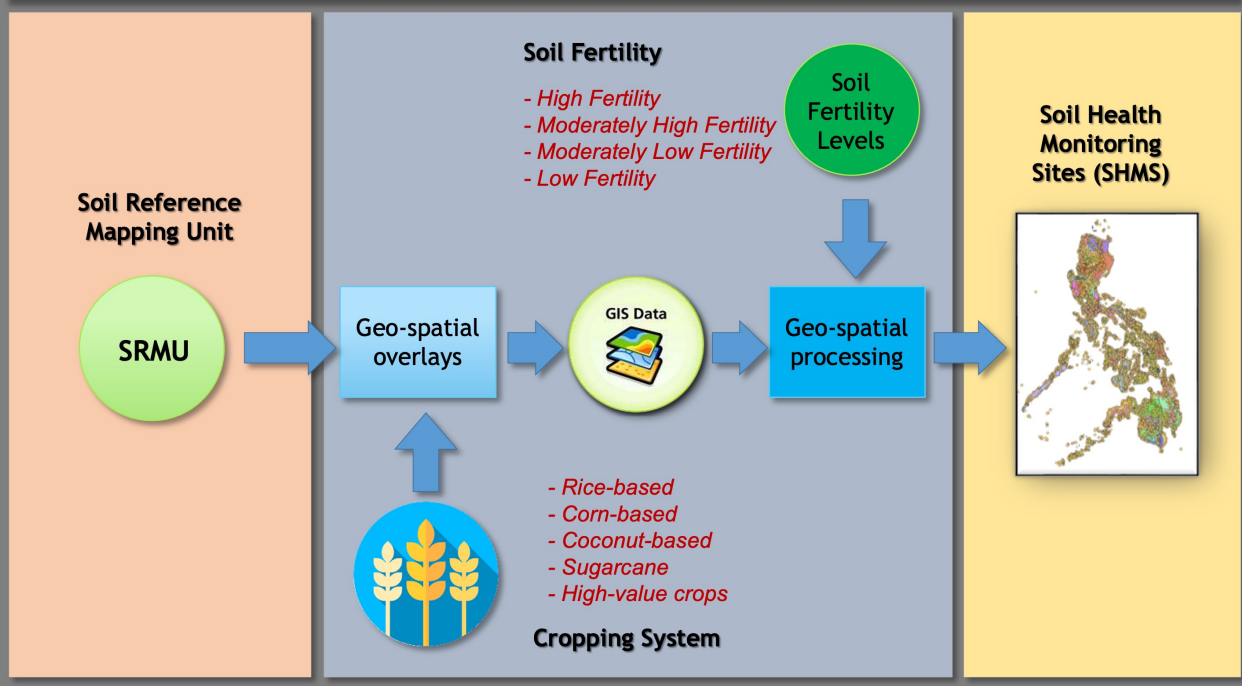 Soil Reference
Mapping Unit
SRMU
Soil Fertility
- High Fertility
- Moderately High Fertility
- Moderately Low Fertility
- Low Fertility
Soil
Fertility
Levels
Geo-spatial
overlays
GIS Data
Geo-spatial
processing
- Rice-based
- Corn-based
- Coconut-based
- Sugarcane
- High-value crops
Cropping System
Soil Health
Monitoring
Sites (SHMS)